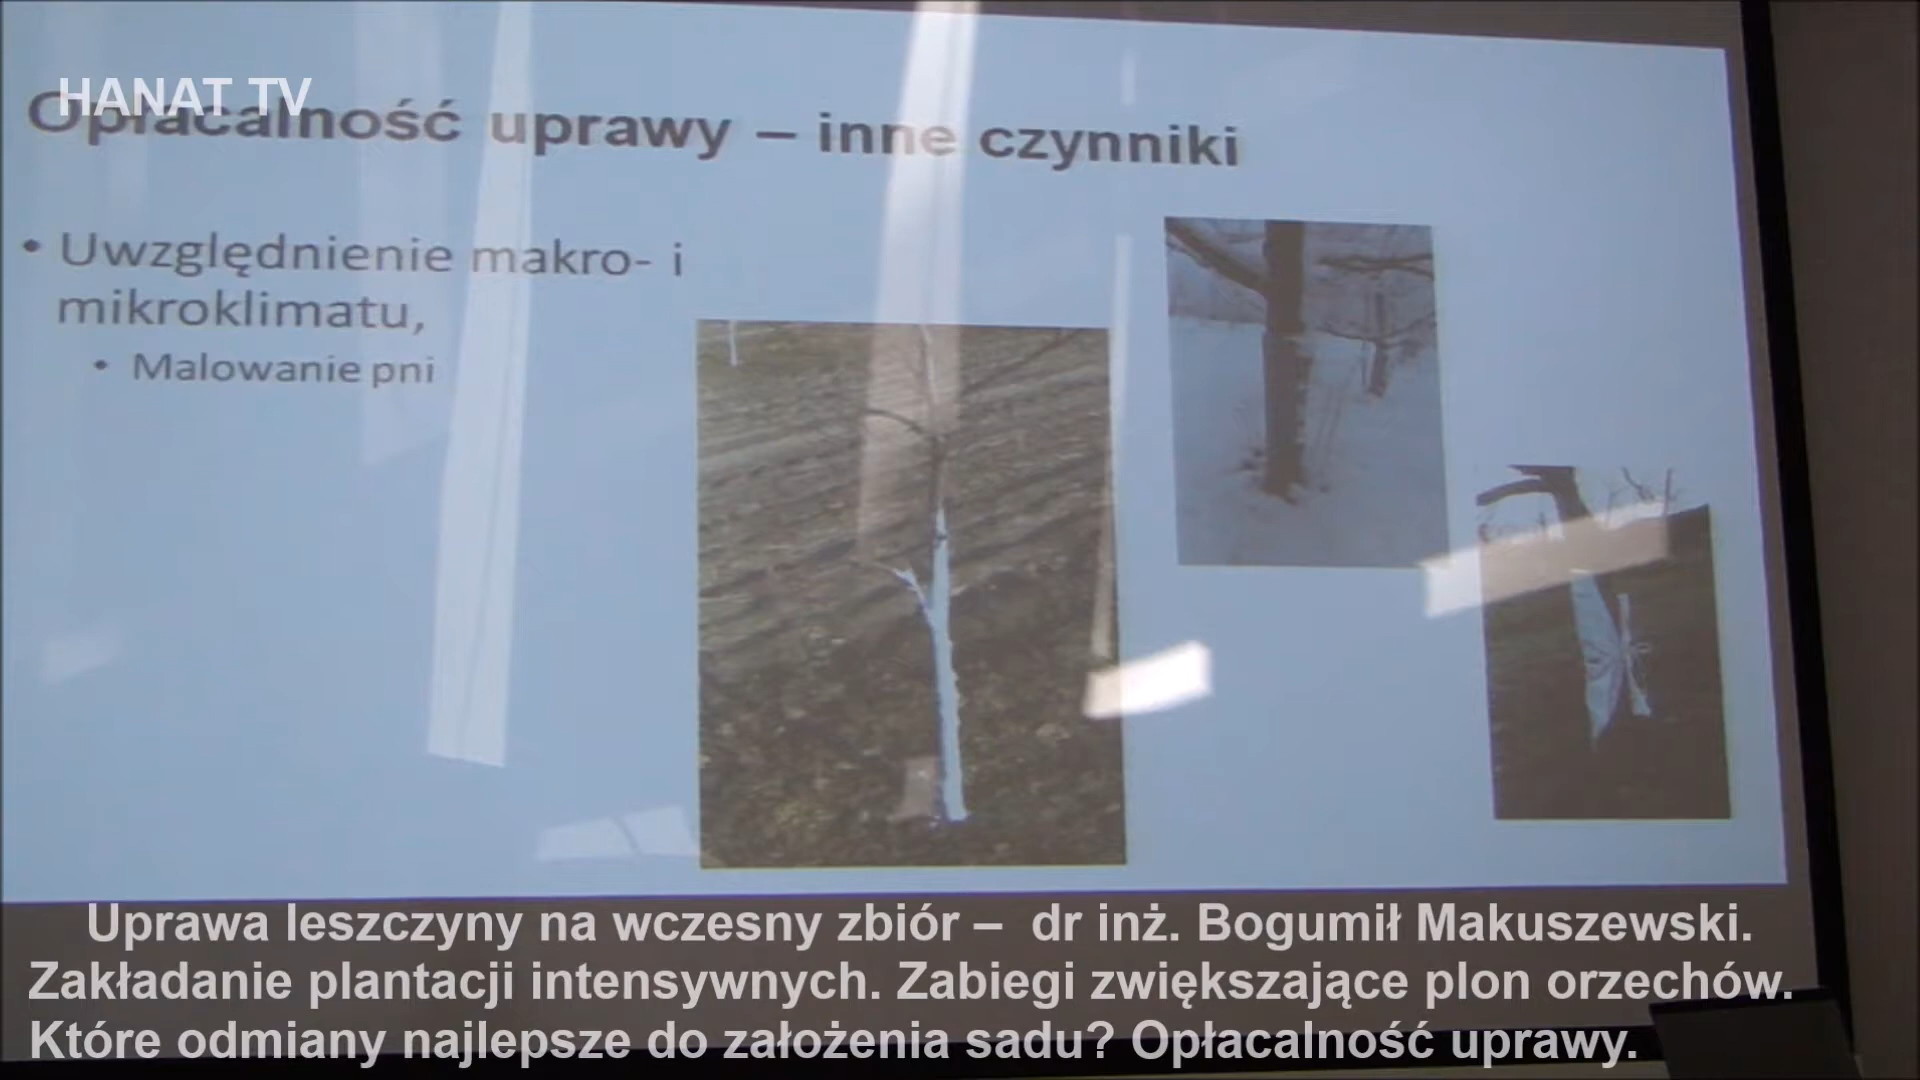 HANAT TV
Opłacalność uprawy – inne czynniki
• Uwzględnienie makro- i
mikroklimatu,
• Malowanie pni
Uprawa leszczyny na wczesny zbiór – dr inż. Bogumił Makuszewski.
Zakładanie plantacji intensywnych. Zabiegi zwiększające plon orzechów.
Które odmiany najlepsze do założenia sadu? Opłacalność uprawy.